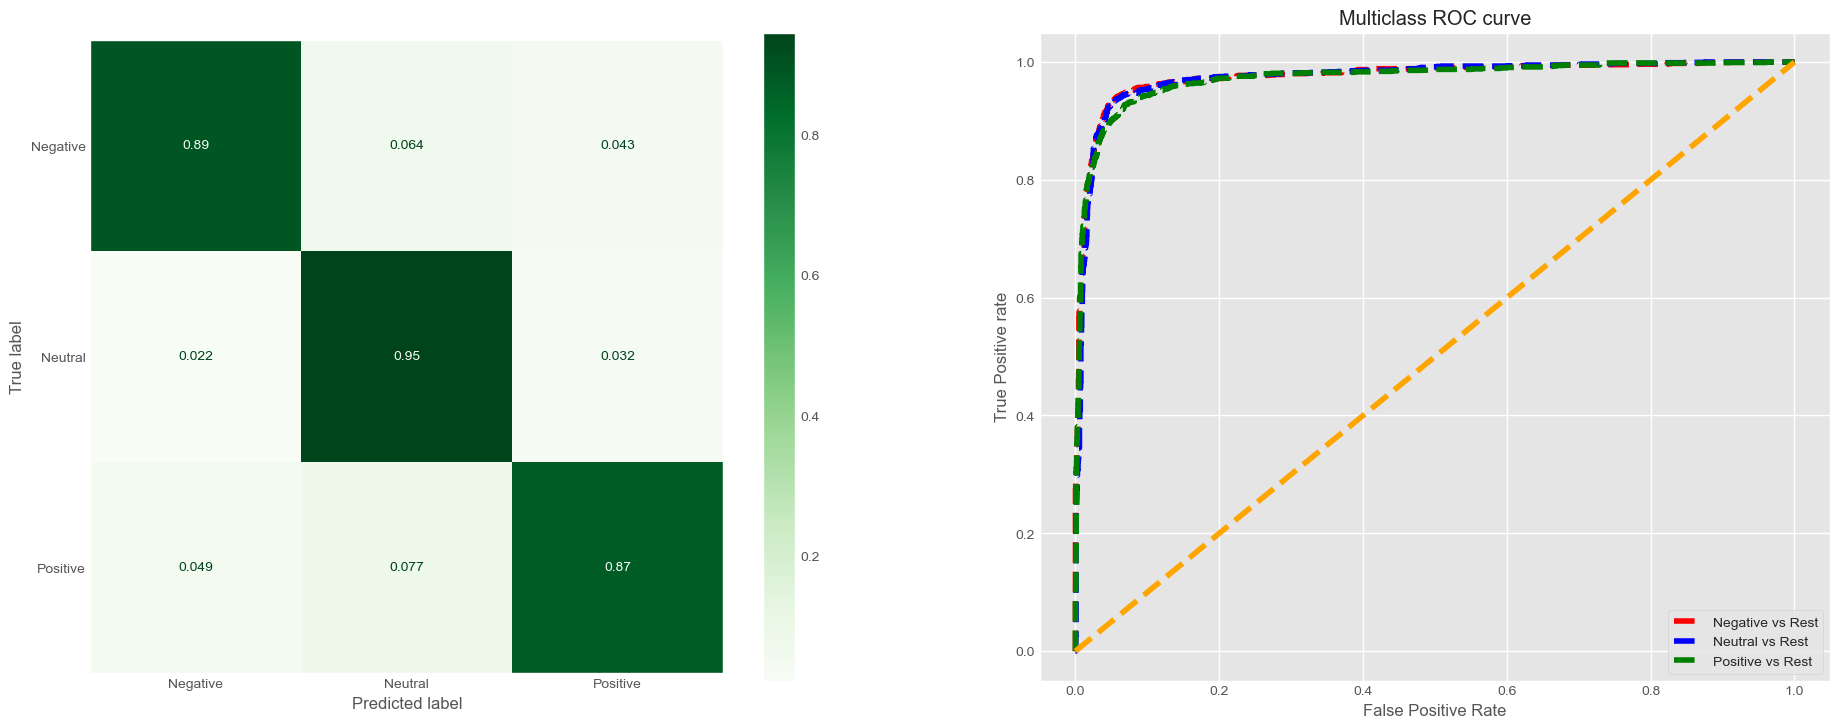 Negative
0.89
0.064
0.043
Neutral
0.022
0.95
0.032
Positive
0.049
0.077
0.87
Negative
Neutral
Positive
Predicted label
True label
0.8
0.6
0.4
0.2
Multiclass ROC curve
1.0
0.8
0.6
0.4
0.2
0.0
True Positive rate
0.0
0.2
0.4
0.6
0.8
1.0
False Positive Rate
Negative vs Rest
Neutral vs Rest
Positive vs Rest